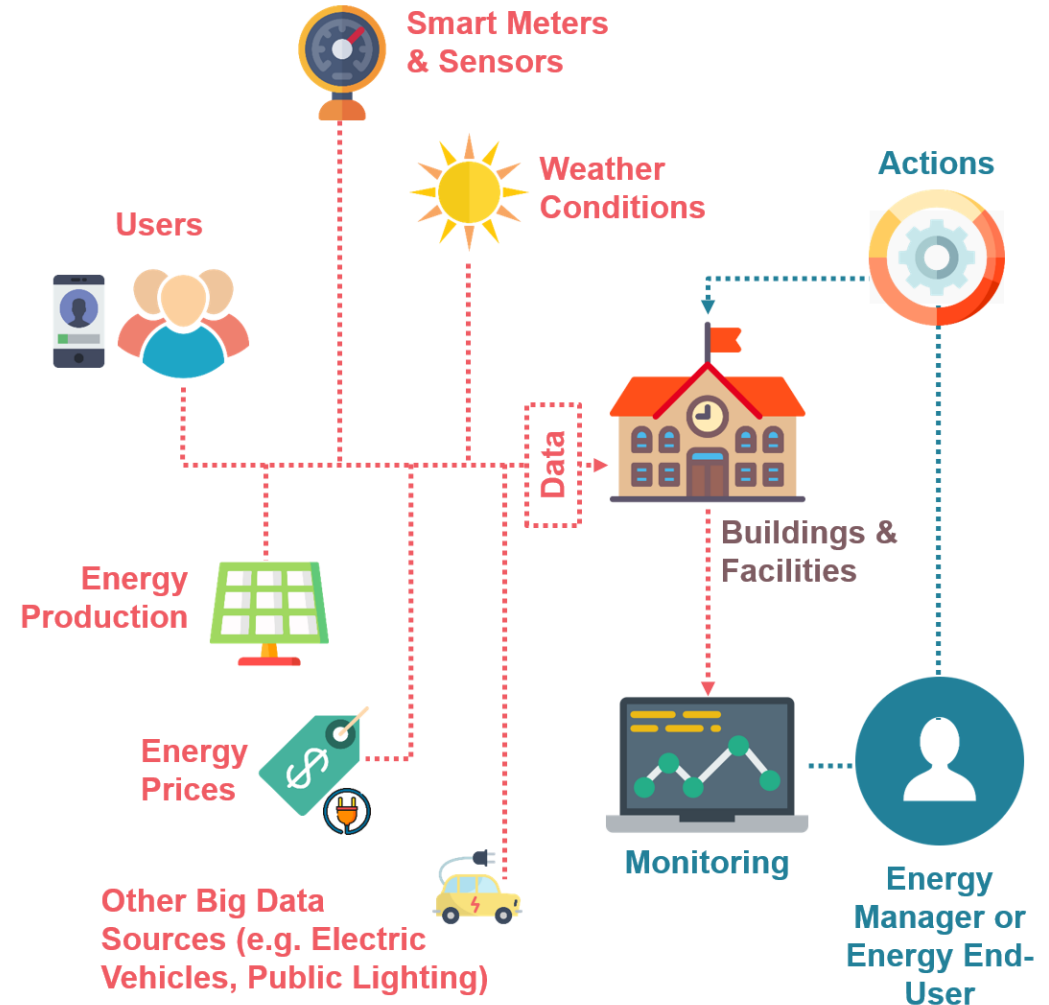 Smart Meters
& Sensors
Weather
Conditions
Actions
Users
Data
Buildings &
Facilities
Energy
Production
Energy
Prices
$
Monitoring
Other Big Data
Sources (e.g. Electric
Vehicles, Public Lighting)
Energy
Manager or
Energy End-
User